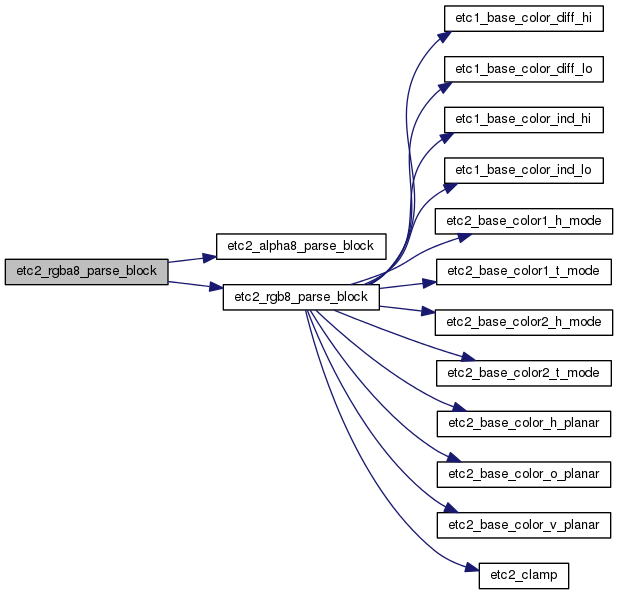 etc1_base_color_diff_hi
etc1_base_color_diff_lo
etc1_base_color_ind_hi
etc1_base_color_ind_lo
etc2_base_color1_h_mode
etc2_alpha8_parse_block
etc2_rgba8_parse_block
etc2_base_color1_t_mode
etc2_rgb8_parse_block
etc2_base_color2_h_mode
etc2_base_color2_t_mode
etc2_base_color_h_planar
etc2_base_color_o_planar
etc2_base_color_v_planar
etc2_clamp